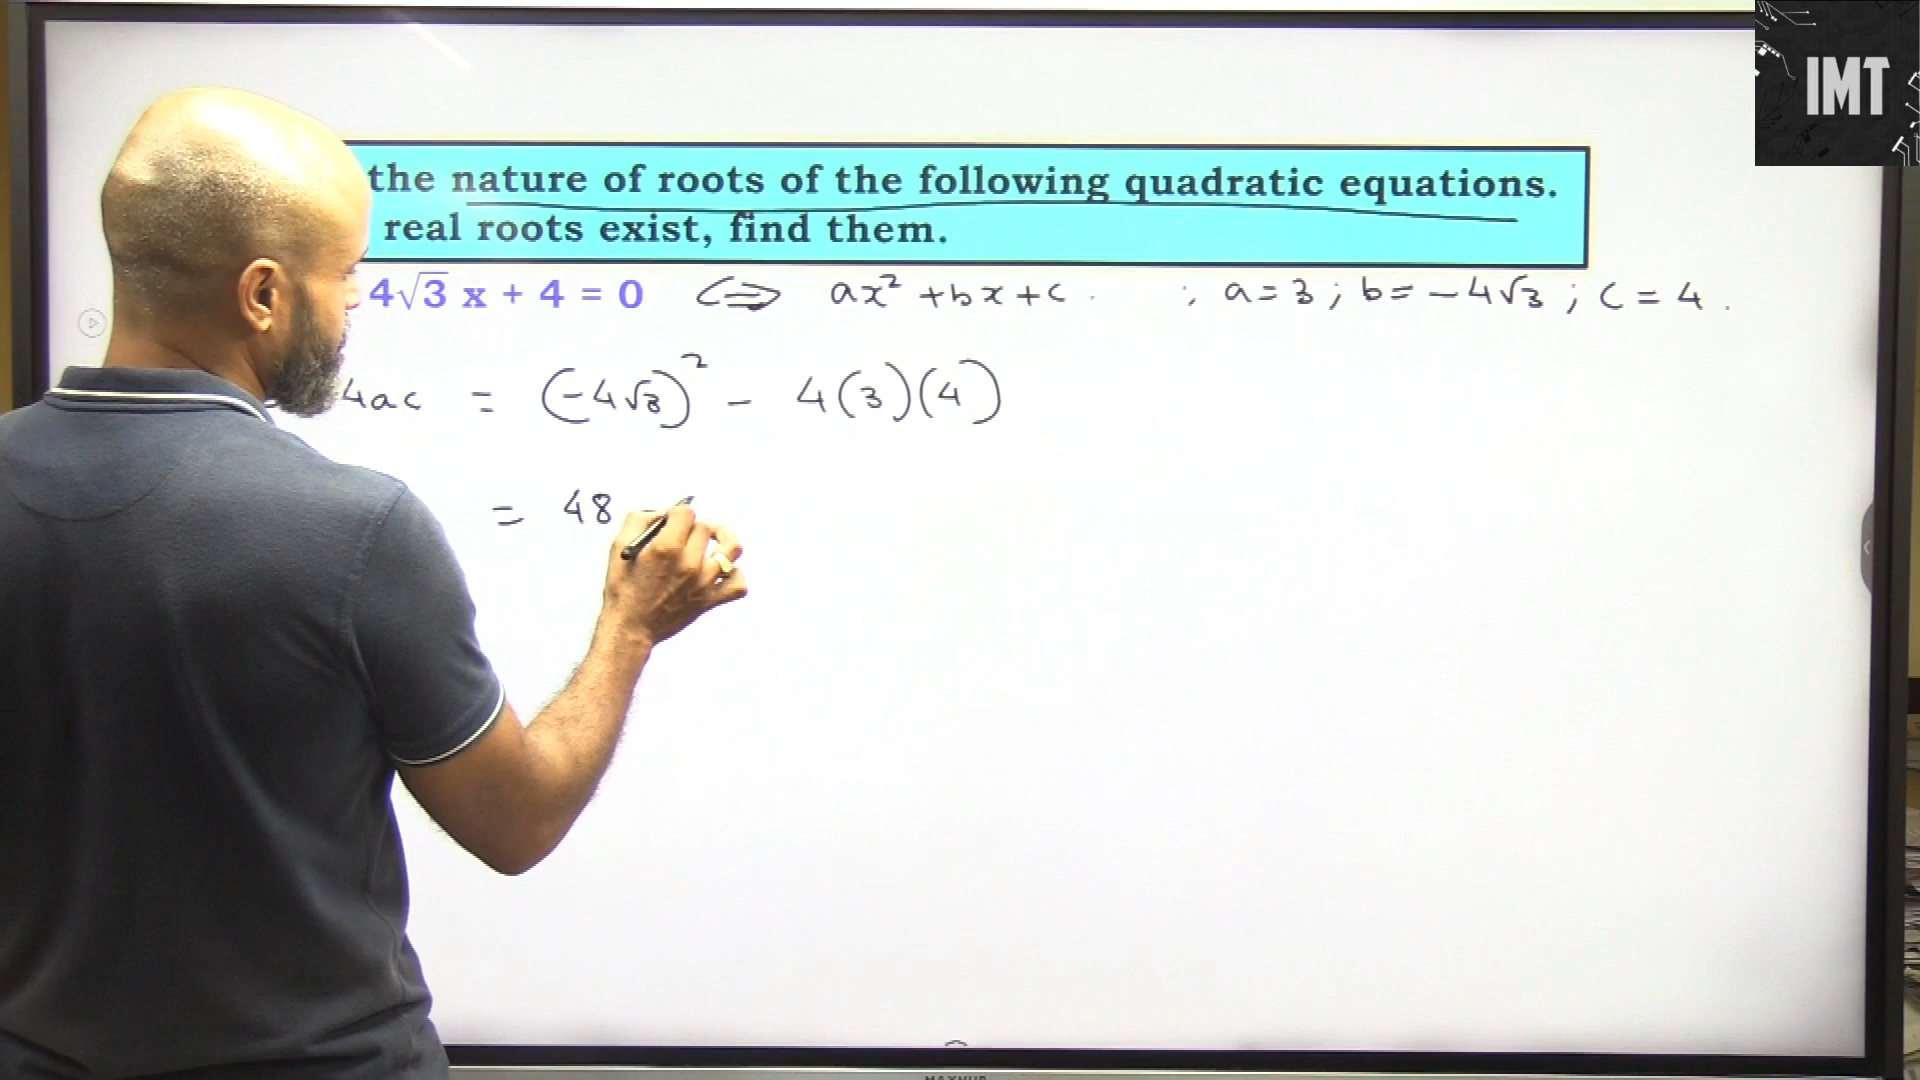 IMT
the nature of roots of the following quadratic equations.
real roots exist, find them.
4√3 x + 4 = 0 <=> ax² + bx + c . ; a = 3 ; b = - 4√3 ; c = 4 .
4ac = (-4√3)² - 4(3)(4)
= 48 -